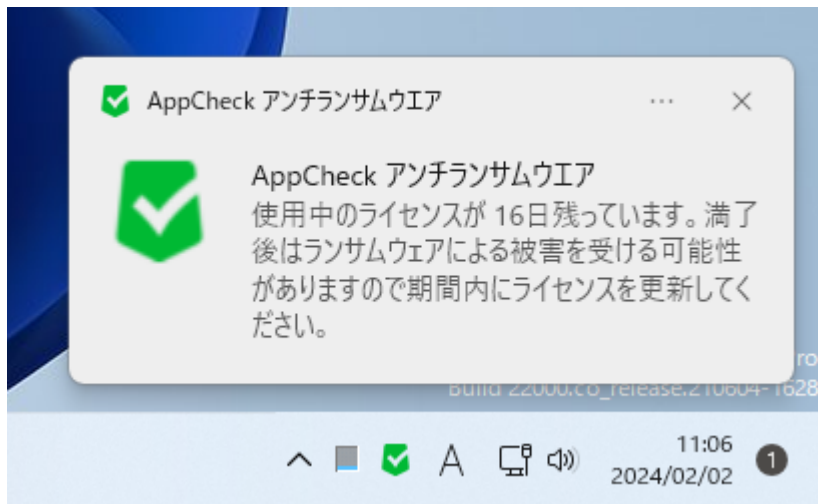 AppCheck アンチランサムウエア
AppCheck アンチランサムウエア
使用中のライセンスが 16日残っています。満了
後はランサムウェアによる被害を受ける可能性
がありますので期間内にライセンスを更新してく
ださい。
Build 22000.co_release.210604-1628
A
11:06
2024/02/02
1